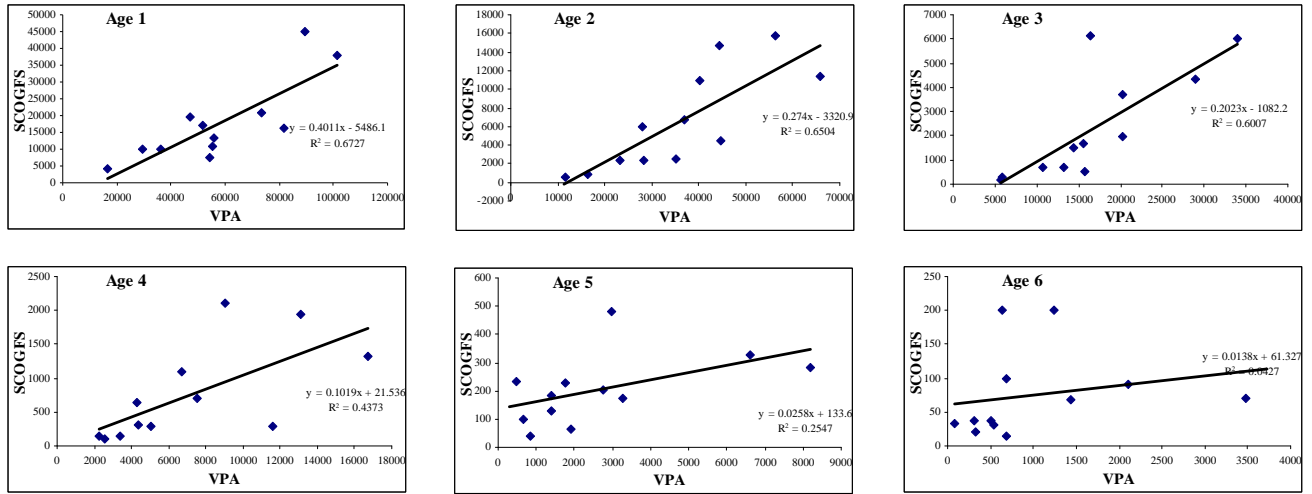 Age 1
SCOGFS
50000
45000
40000
35000
30000
25000
20000
15000
10000
5000
0
y = 0.4011x - 5486.1
R² = 0.6727
0 20000 40000 60000 80000 100000 120000
VPA
Age 2
SCOGFS
18000
16000
14000
12000
10000
8000
6000
4000
2000
0
-2000
y = 0.274x - 3320.9
R² = 0.6504
0 10000 20000 30000 40000 50000 60000 70000
VPA
Age 3
SCOGFS
7000
6000
5000
4000
3000
2000
1000
0
y = 0.2023x - 1082.2
R² = 0.6007
0 5000 10000 15000 20000 25000 30000 35000 40000
VPA
Age 4
SCOGFS
2500
2000
1500
1000
500
0
y = 0.1019x + 21.536
R² = 0.4373
0 2000 4000 6000 8000 10000 12000 14000 16000 18000
VPA
Age 5
SCOGFS
600
500
400
300
200
100
0
y = 0.0258x + 133.6
R² = 0.2547
0 1000 2000 3000 4000 5000 6000 7000 8000 9000
VPA
Age 6
SCOGFS
250
200
150
100
50
0
y = 0.0138x + 61.327
R² = 0.0427
0 500 1000 1500 2000 2500 3000 3500 4000
VPA